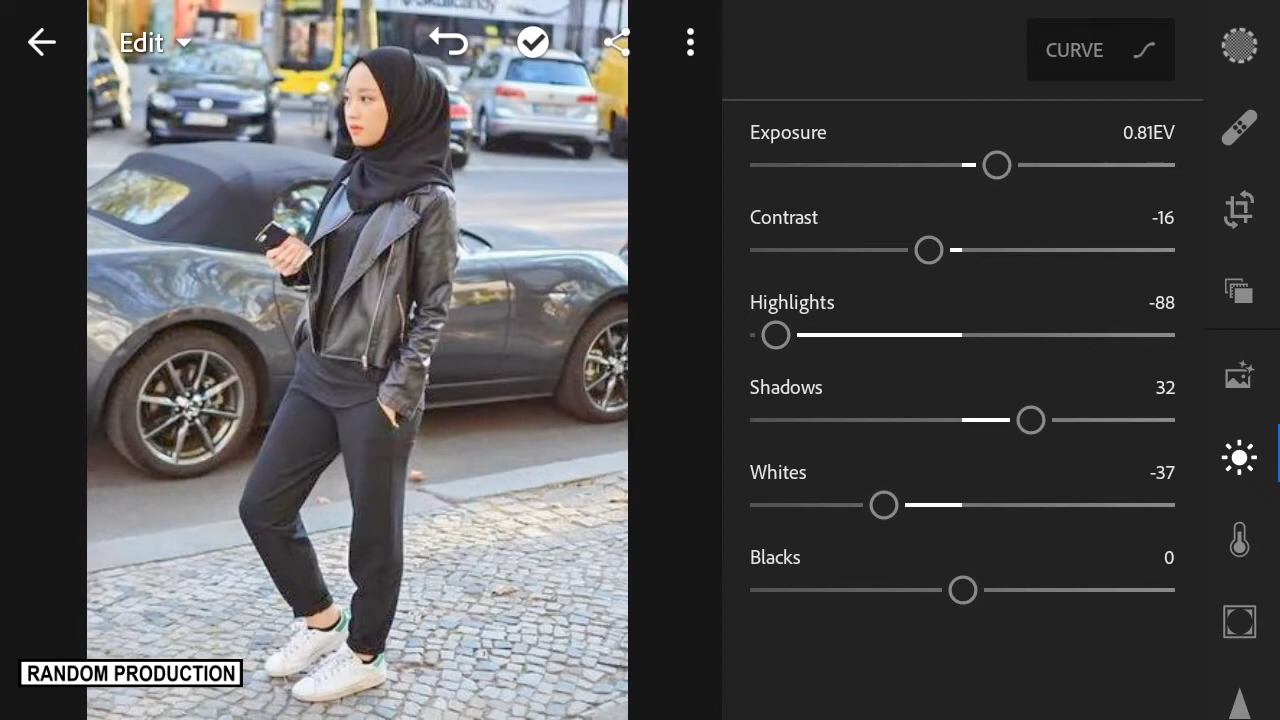 Edit
CURVE
Exposure 0.81EV
Contrast -16
Highlights -88
Shadows 32
Whites -37
Blacks 0
RANDOM PRODUCTION